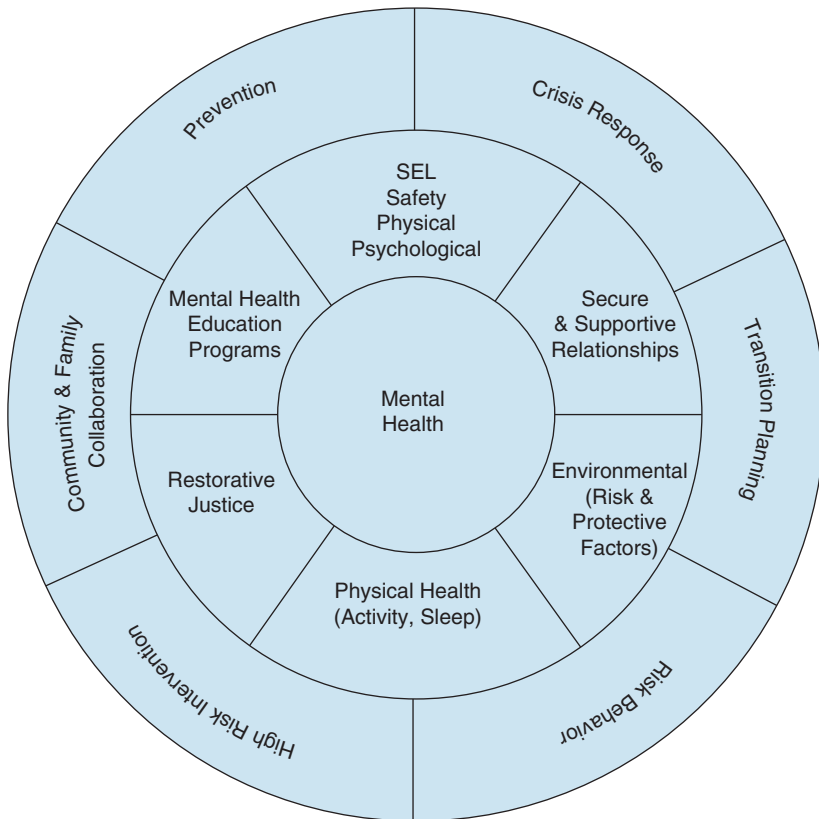 Prevention
Crisis Response
SEL
Safety
Physical
Psychological
Mental Health
Education
Programs
Secure
& Supportive
Relationships
Community & Family
Collaboration
Mental
Health
Transition Planning
Restorative
Justice
Environmental
(Risk &
Protective
Factors)
Physical Health
(Activity, Sleep)
High Risk Intervention
Risk Behavior